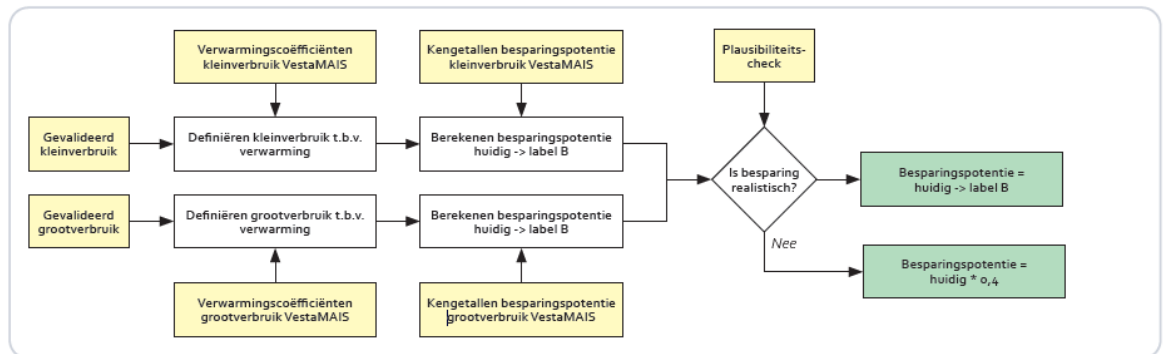 Verwarmingscoëfficiënten
kleinverbruik VestaMAIS
Kengetallen besparingspotentie
kleinverbruik VestaMAIS
Plausibiliteits-
check
Gevalideerd
kleinverbruik
Definiëren kleinverbruik t.b.v.
verwarming
Berekenen besparingspotentie
huidig -> label B
Is besparing
realistisch?
Besparingspotentie =
huidig -> label B
Gevalideerd
grootverbruik
Definiëren grootverbruik t.b.v.
verwarming
Berekenen besparingspotentie
huidig -> label B
Nee
Besparingspotentie =
huidig * 0,4
Verwarmingscoëfficiënten
grootverbruik VestaMAIS
Kengetallen besparingspotentie
grootverbruik VestaMAIS